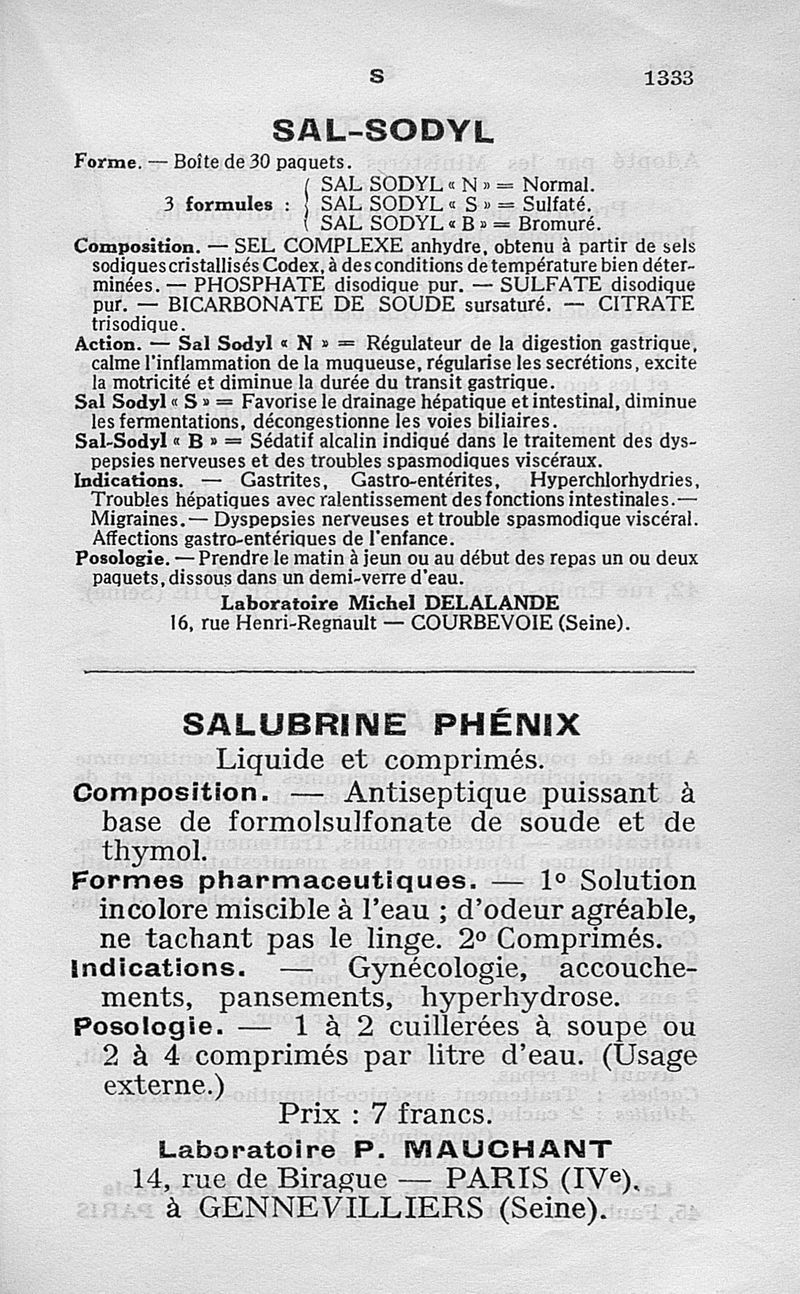 S 1333
SAL-SODYL
Forme. — Boîte de 30 paquets.
SAL SODYL « N » = Normal.
3 formules : SAL SODYL « S » = Sulfaté.
SAL SODYL « B » = Bromuré.
Composition. — SEL COMPLEXE anhydre, obtenu à partir de sels
sodiques cristallisés Codex, à des conditions de température bien déter-
minées. — PHOSPHATE disodique pur. — SULFATE disodique
pur. — BICARBONATE DE SOUDE sursaturé. — CITRATE
trisodique.
Action. — Sal Sodyl « N » = Régulateur de la digestion gastrique,
calme l'inflammation de la muqueuse, régularise les secrétions, excite
la motricité et diminue la durée du transit gastrique.
Sal Sodyl « S » = Favorise le drainage hépatique et intestinal, diminue
les fermentations, décongestionne les voies biliaires.
Sal-Sodyl « B » = Sédatif alcalin indiqué dans le traitement des dys-
pepsies nerveuses et des troubles spasmodiques viscéraux.
Indications. — Gastrites, Gastro-entérites, Hyperchlorhydries,
Troubles hépatiques avec ralentissement des fonctions intestinales. —
Migraines. — Dyspepsies nerveuses et trouble spasmodique viscéral.
Affections gastro-entériques de l'enfance.
Posologie. — Prendre le matin à jeun ou au début des repas un ou deux
paquets, dissous dans un demi-verre d'eau.
Laboratoire Michel DELALANDE
16, rue Henri-Regnault — COURBEVOIE (Seine).
SALUBRINE PHÉNIX
Liquide et comprimés.
Composition. — Antiseptique puissant à
base de formolsulfonate de soude et de
thymol.
Formes pharmaceutiques. — 1º Solution
incolore miscible à l'eau ; d'odeur agréable,
ne tachant pas le linge. 2º Comprimés.
Indications. — Gynécologie, accouche-
ments, pansements, hyperhydrose.
Posologie. — 1 à 2 cuillerées à soupe ou
2 à 4 comprimés par litre d'eau. (Usage
externe.)
Prix : 7 francs.
Laboratoire P. MAUCHANT
14, rue de Birague — PARIS (IVe).
à GENNEVILLIERS (Seine).